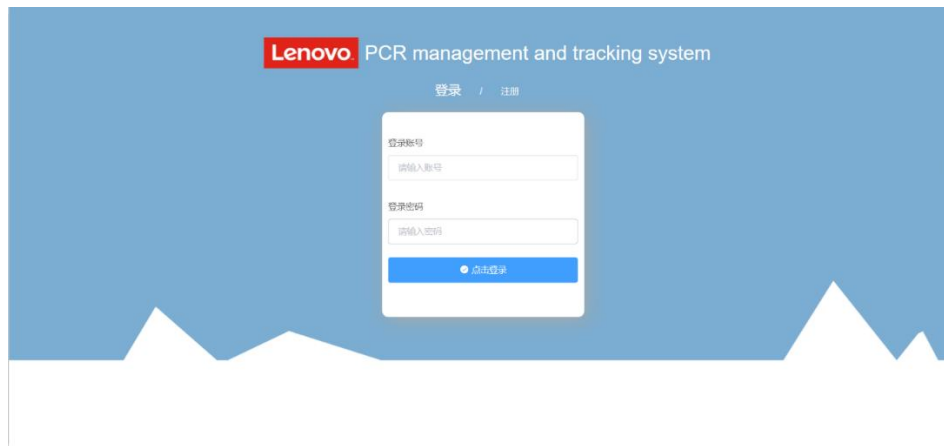 Lenovo. PCR management and tracking system
登录 / 注册
登录账号
请输入账号
登录密码
请输入密码
点击登录